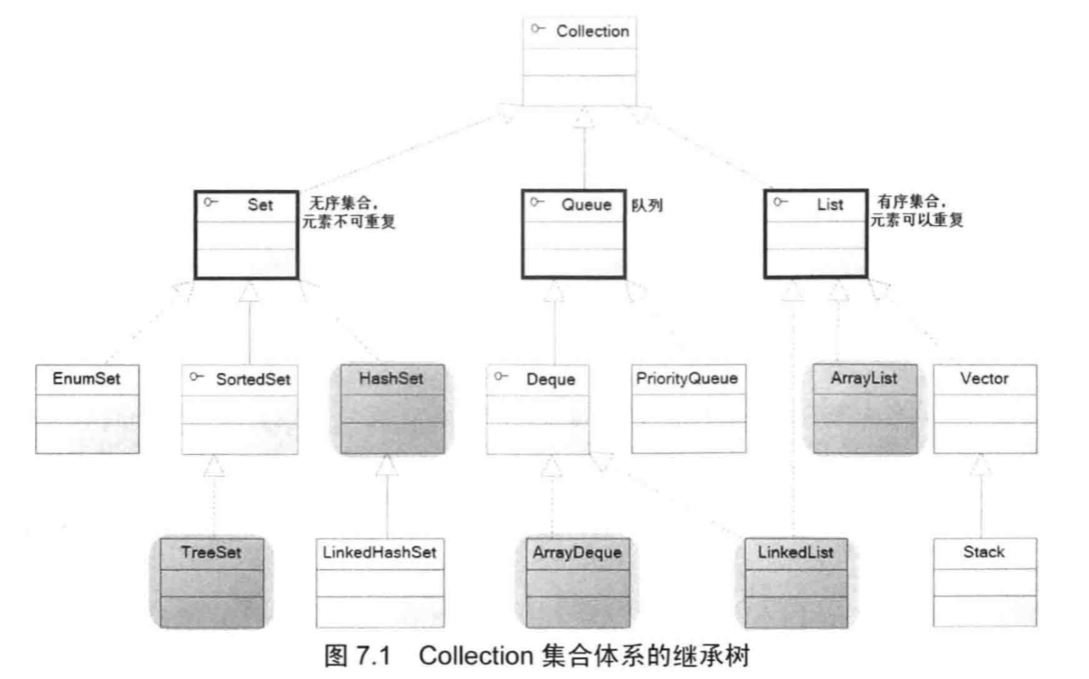 Collection
Set
无序集合，
元素不可重复
Queue
队列
List
有序集合，
元素可以重复
EnumSet
SortedSet
HashSet
Deque
PriorityQueue
ArrayList
Vector
TreeSet
LinkedHashSet
ArrayDeque
LinkedList
Stack
图 7.1 Collection 集合体系的继承树